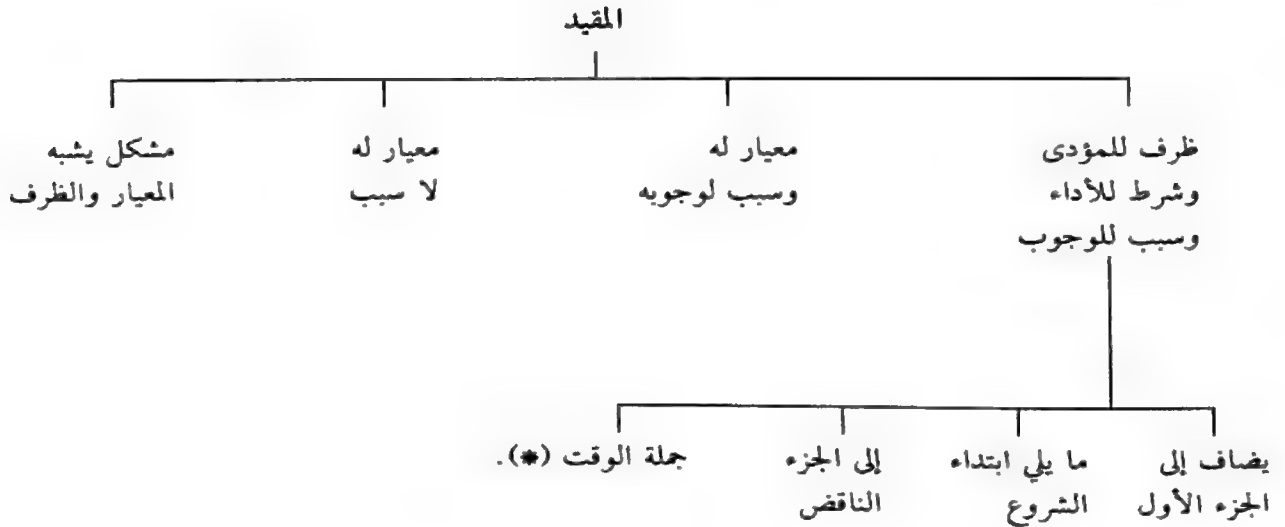 المقيد
ظرف للمؤدى
وشرط للأداء
وسبب للوجوب
معيار له
وسبب لوجوبه
معيار له
لا سبب
مشكل يشبه
المعيار والظرف
يضاف إلى
الجزء الأول
ما يلي ابتداء
الشروع
إلى الجزء
الناقض
جملة الوقت (*).